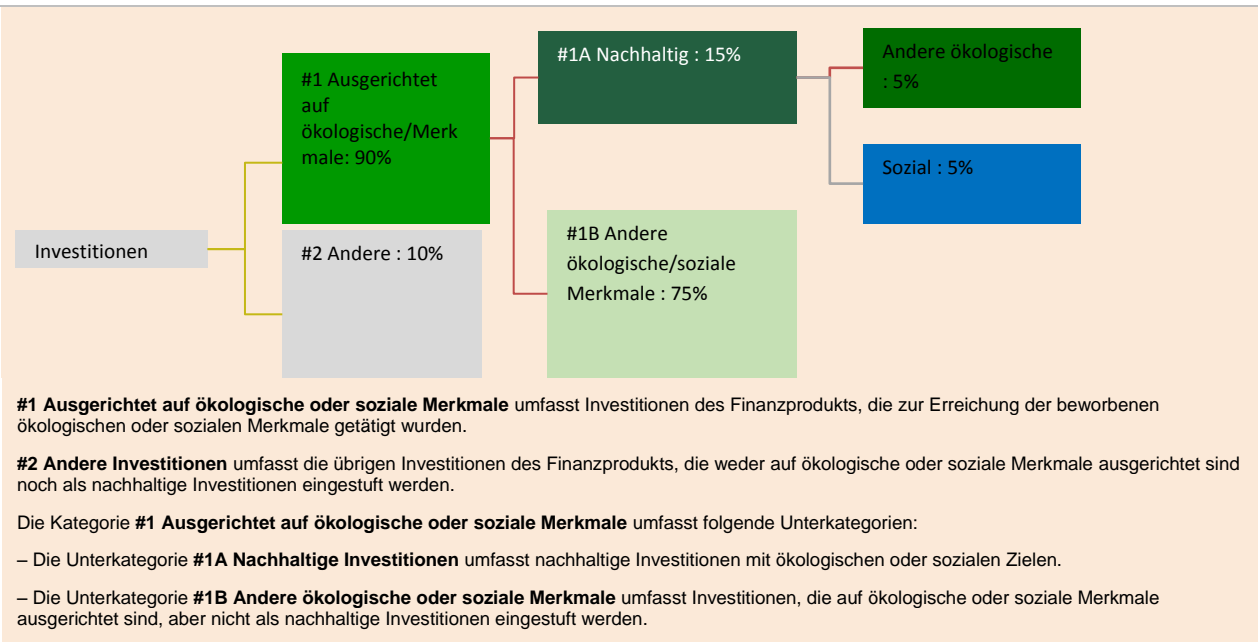 Investitionen
#1 Ausgerichtet
auf
ökologische/Merk
male: 90%
#2 Andere : 10%
#1A Nachhaltig : 15%
#1B Andere
ökologische/soziale
Merkmale : 75%
Andere ökologische
: 5%
Sozial : 5%
#1 Ausgerichtet auf ökologische oder soziale Merkmale umfasst Investitionen des Finanzprodukts, die zur Erreichung der beworbenen
ökologischen oder sozialen Merkmale getätigt wurden.
#2 Andere Investitionen umfasst die übrigen Investitionen des Finanzprodukts, die weder auf ökologische oder soziale Merkmale ausgerichtet sind
noch als nachhaltige Investitionen eingestuft werden.
Die Kategorie #1 Ausgerichtet auf ökologische oder soziale Merkmale umfasst folgende Unterkategorien:
– Die Unterkategorie #1A Nachhaltige Investitionen umfasst nachhaltige Investitionen mit ökologischen oder sozialen Zielen.
– Die Unterkategorie #1B Andere ökologische oder soziale Merkmale umfasst Investitionen, die auf ökologische oder soziale Merkmale
ausgerichtet sind, aber nicht als nachhaltige Investitionen eingestuft werden.